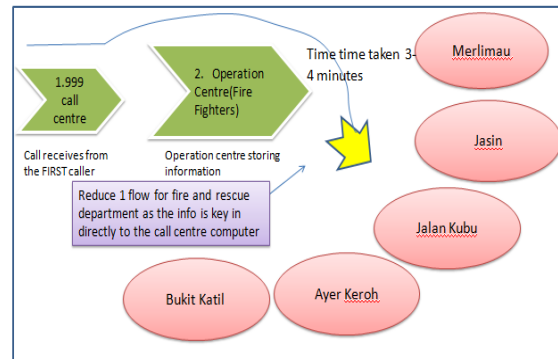 1.999
call
centre
2. Operation
Centre(Fire
Fighters)
Time time taken 3-
4 minutes
Merlimau
Call receives from
the FIRST caller
Operation centre storing
information
Jasin
Reduce 1 flow for fire and rescue
department as the info is key in
directly to the call centre computer
Jalan Kubu
Bukit Katil
Ayer Keroh